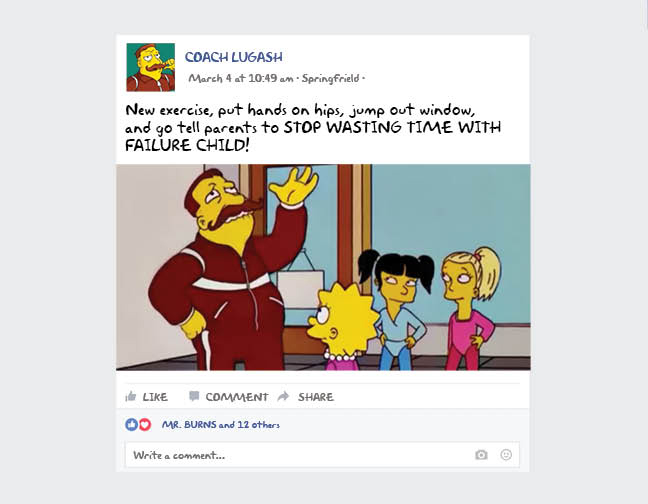 COACH LUGASH
March 4 at 10:49 am · Springfrield ·
New exercise, put hands on hips, jump out window,
and go tell parents to STOP WASTING TIME WITH
FAILURE CHILD!
LIKE COMMENT SHARE
MR. BURNS and 12 others
Write a comment...